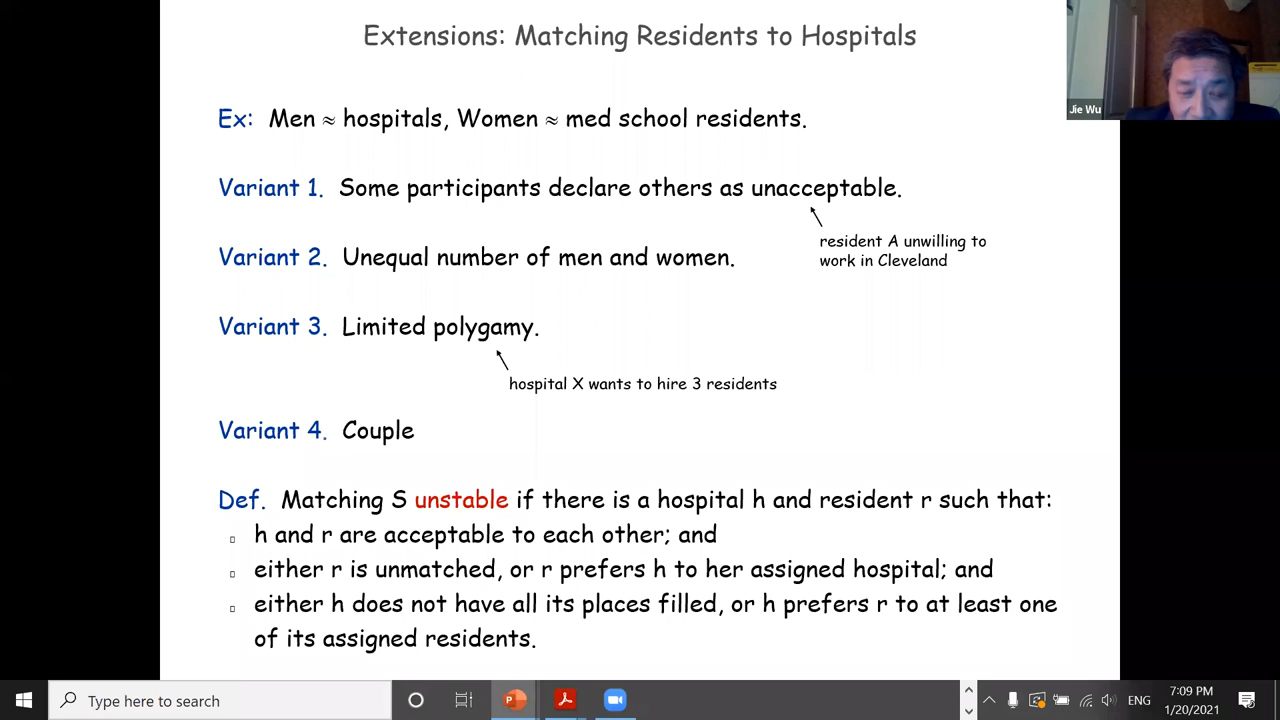 Extensions: Matching Residents to Hospitals
Jie Wu
Ex: Men ≈ hospitals, Women ≈ med school residents.
Variant 1. Some participants declare others as unacceptable.
resident A unwilling to
work in Cleveland
Variant 2. Unequal number of men and women.
Variant 3. Limited polygamy.
hospital X wants to hire 3 residents
Variant 4. Couple
Def. Matching S unstable if there is a hospital h and resident r such that:
h and r are acceptable to each other; and
either r is unmatched, or r prefers h to her assigned hospital; and
either h does not have all its places filled, or h prefers r to at least one
of its assigned residents.
Type here to search
ENG
7:09 PM
1/20/2021